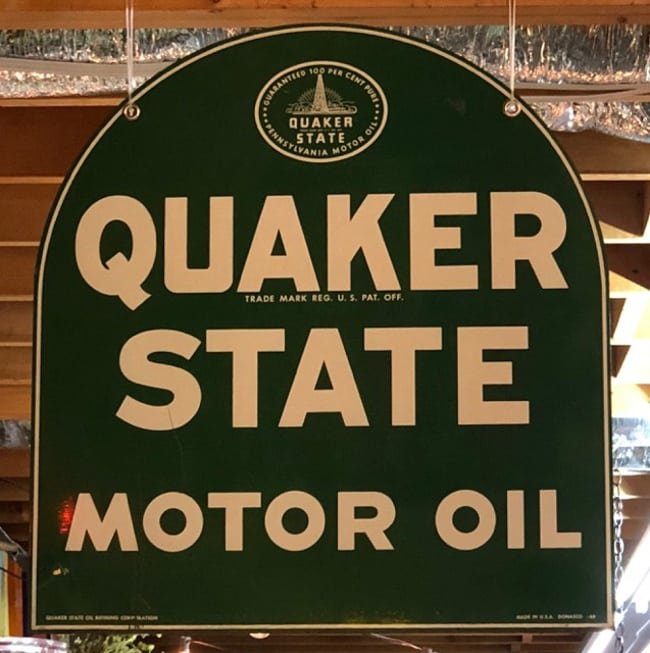 GUARANTEED 100 PER CENT PURE
QUAKER
STATE
PENNSYLVANIA MOTOR OIL
QUAKER
TRADE MARK REG. U. S. PAT. OFF.
STATE
MOTOR OIL
QUAKER STATE OIL REFINING CORPORATION
MADE IN U.S.A. DONASCO